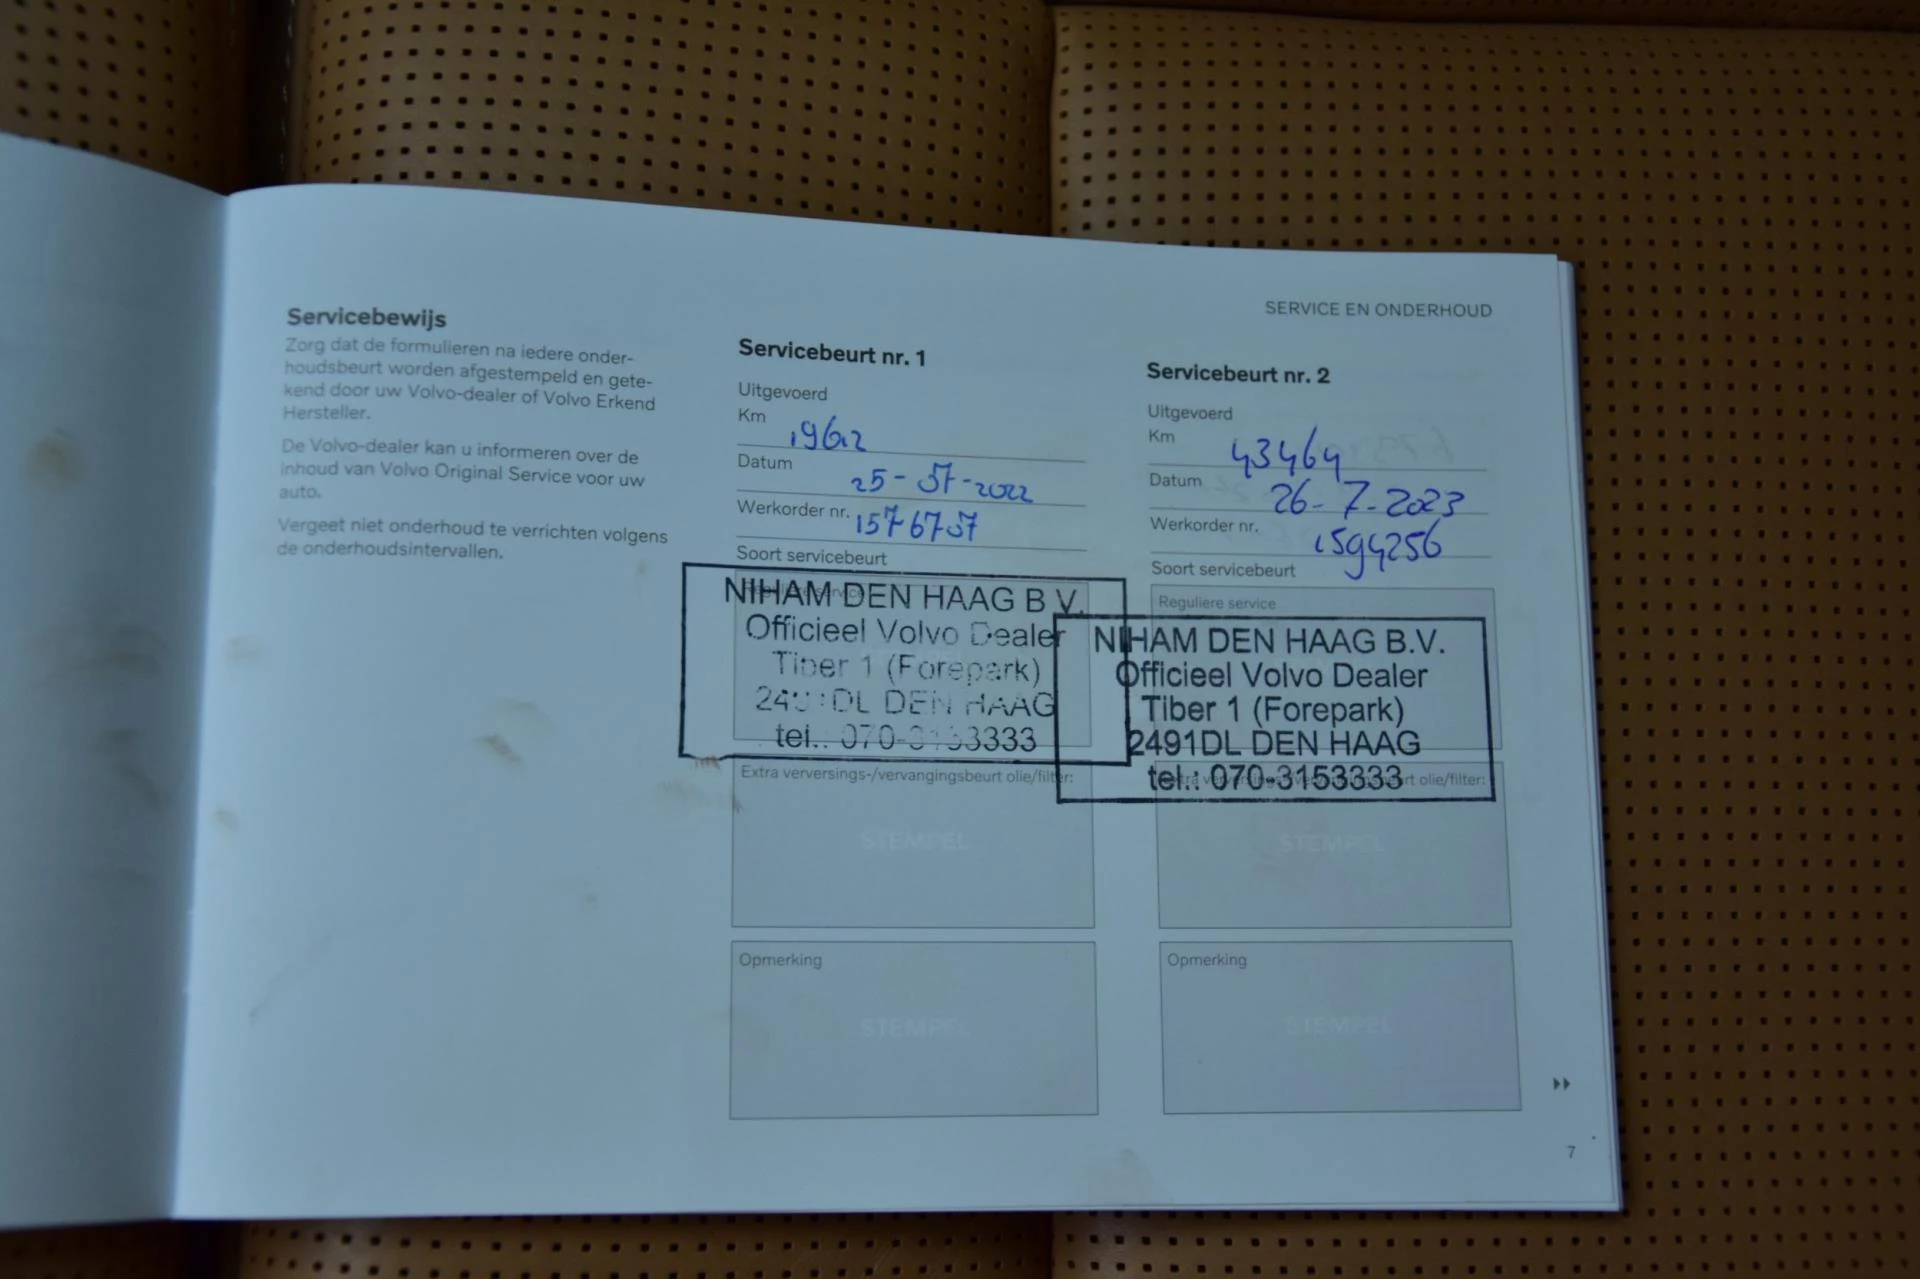 SERVICE EN ONDERHOUD
Servicebewijs
Zorg dat de formulieren na iedere onder-
houdsbeurt worden afgestempeld en gete-
kend door uw Volvo-dealer of Volvo Erkend
Hersteller.
De Volvo-dealer kan u informeren over de
inhoud van Volvo Original Service voor uw
auto.
Vergeet niet onderhoud te verrichten volgens
de onderhoudsintervallen.
Servicebeurt nr. 1
Uitgevoerd
Km
Datum
Werkorder nr.
Soort servicebeurt
NIHAM DEN HAAG B.V.
Officieel Volvo Dealer
Tiber 1 (Forepark)
2491DL DEN HAAG
tel.: 070-3153333
Extra verversings-/vervangingsbeurt olie/filter:
STEMPEL
Opmerking
STEMPEL
Servicebeurt nr. 2
Uitgevoerd
Km 43464
Datum 26-7-2023
Werkorder nr. 1594256
Soort servicebeurt
Reguliere service
NIHAM DEN HAAG B.V.
Officieel Volvo Dealer
Tiber 1 (Forepark)
2491DL DEN HAAG
tel.: 070-3153333
olie/filter:
STEMPEL
Opmerking
STEMPEL
7